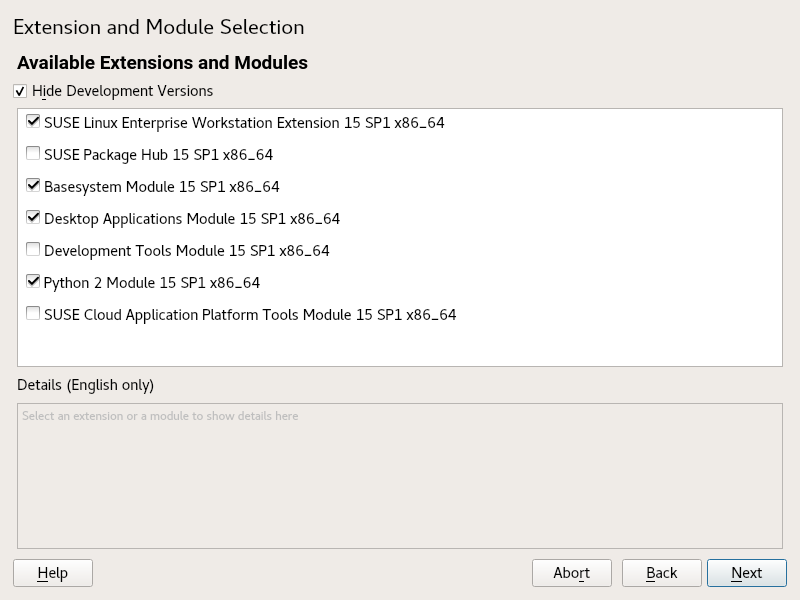 Extension and Module Selection
Available Extensions and Modules
Hide Development Versions
SUSE Linux Enterprise Workstation Extension 15 SP1 x86_64
SUSE Package Hub 15 SP1 x86_64
Basesystem Module 15 SP1 x86_64
Desktop Applications Module 15 SP1 x86_64
Development Tools Module 15 SP1 x86_64
Python 2 Module 15 SP1 x86_64
SUSE Cloud Application Platform Tools Module 15 SP1 x86_64
Details (English only)
Select an extension or a module to show details here
Help
Abort
Back
Next